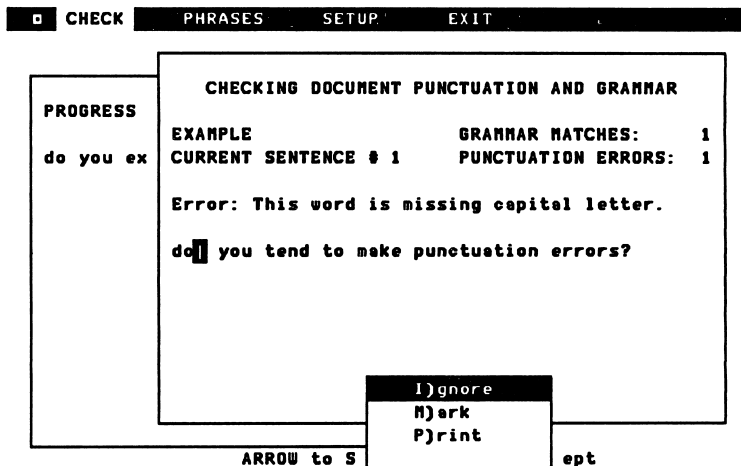 CHECK PHRASES SETUP EXIT
CHECKING DOCUMENT PUNCTUATION AND GRAMMAR
PROGRESS
EXAMPLE GRAMMAR MATCHES: 1
do you ex CURRENT SENTENCE # 1 PUNCTUATION ERRORS: 1
Error: This word is missing capital letter.
do you tend to make punctuation errors?
I)gnore
M)ark
P)rint
ARROW to S ept